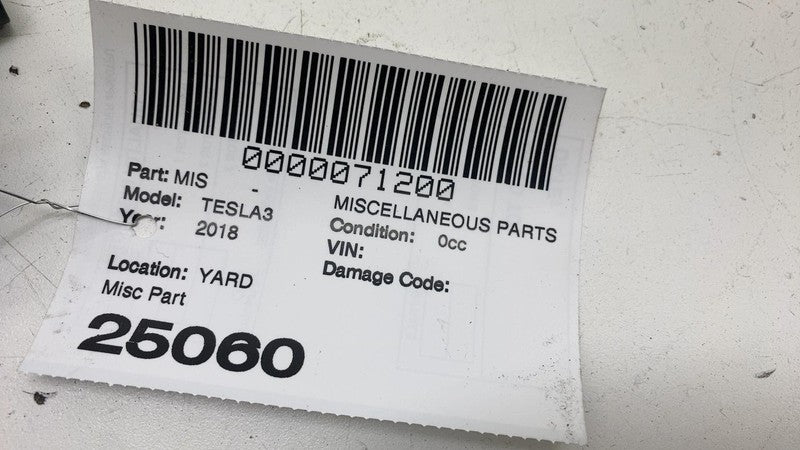 0000071200
Part: MIS - MISCELLANEOUS PARTS
Model: TESLA3 Condition: 0cc
Year: 2018 VIN:
Damage Code:
Location: YARD
Misc Part
25060